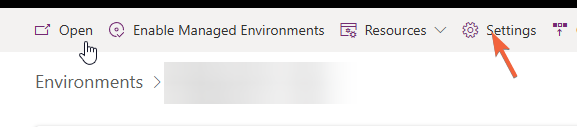 Open Enable Managed Environments Resources Settings
Environments >